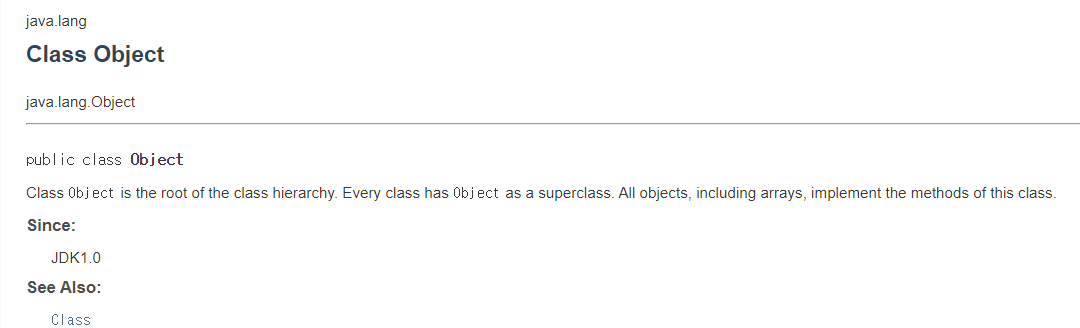 java.lang
Class Object
java.lang.Object
public class Object
Class Object is the root of the class hierarchy. Every class has Object as a superclass. All objects, including arrays, implement the methods of this class.
Since:
JDK1.0
See Also:
Class